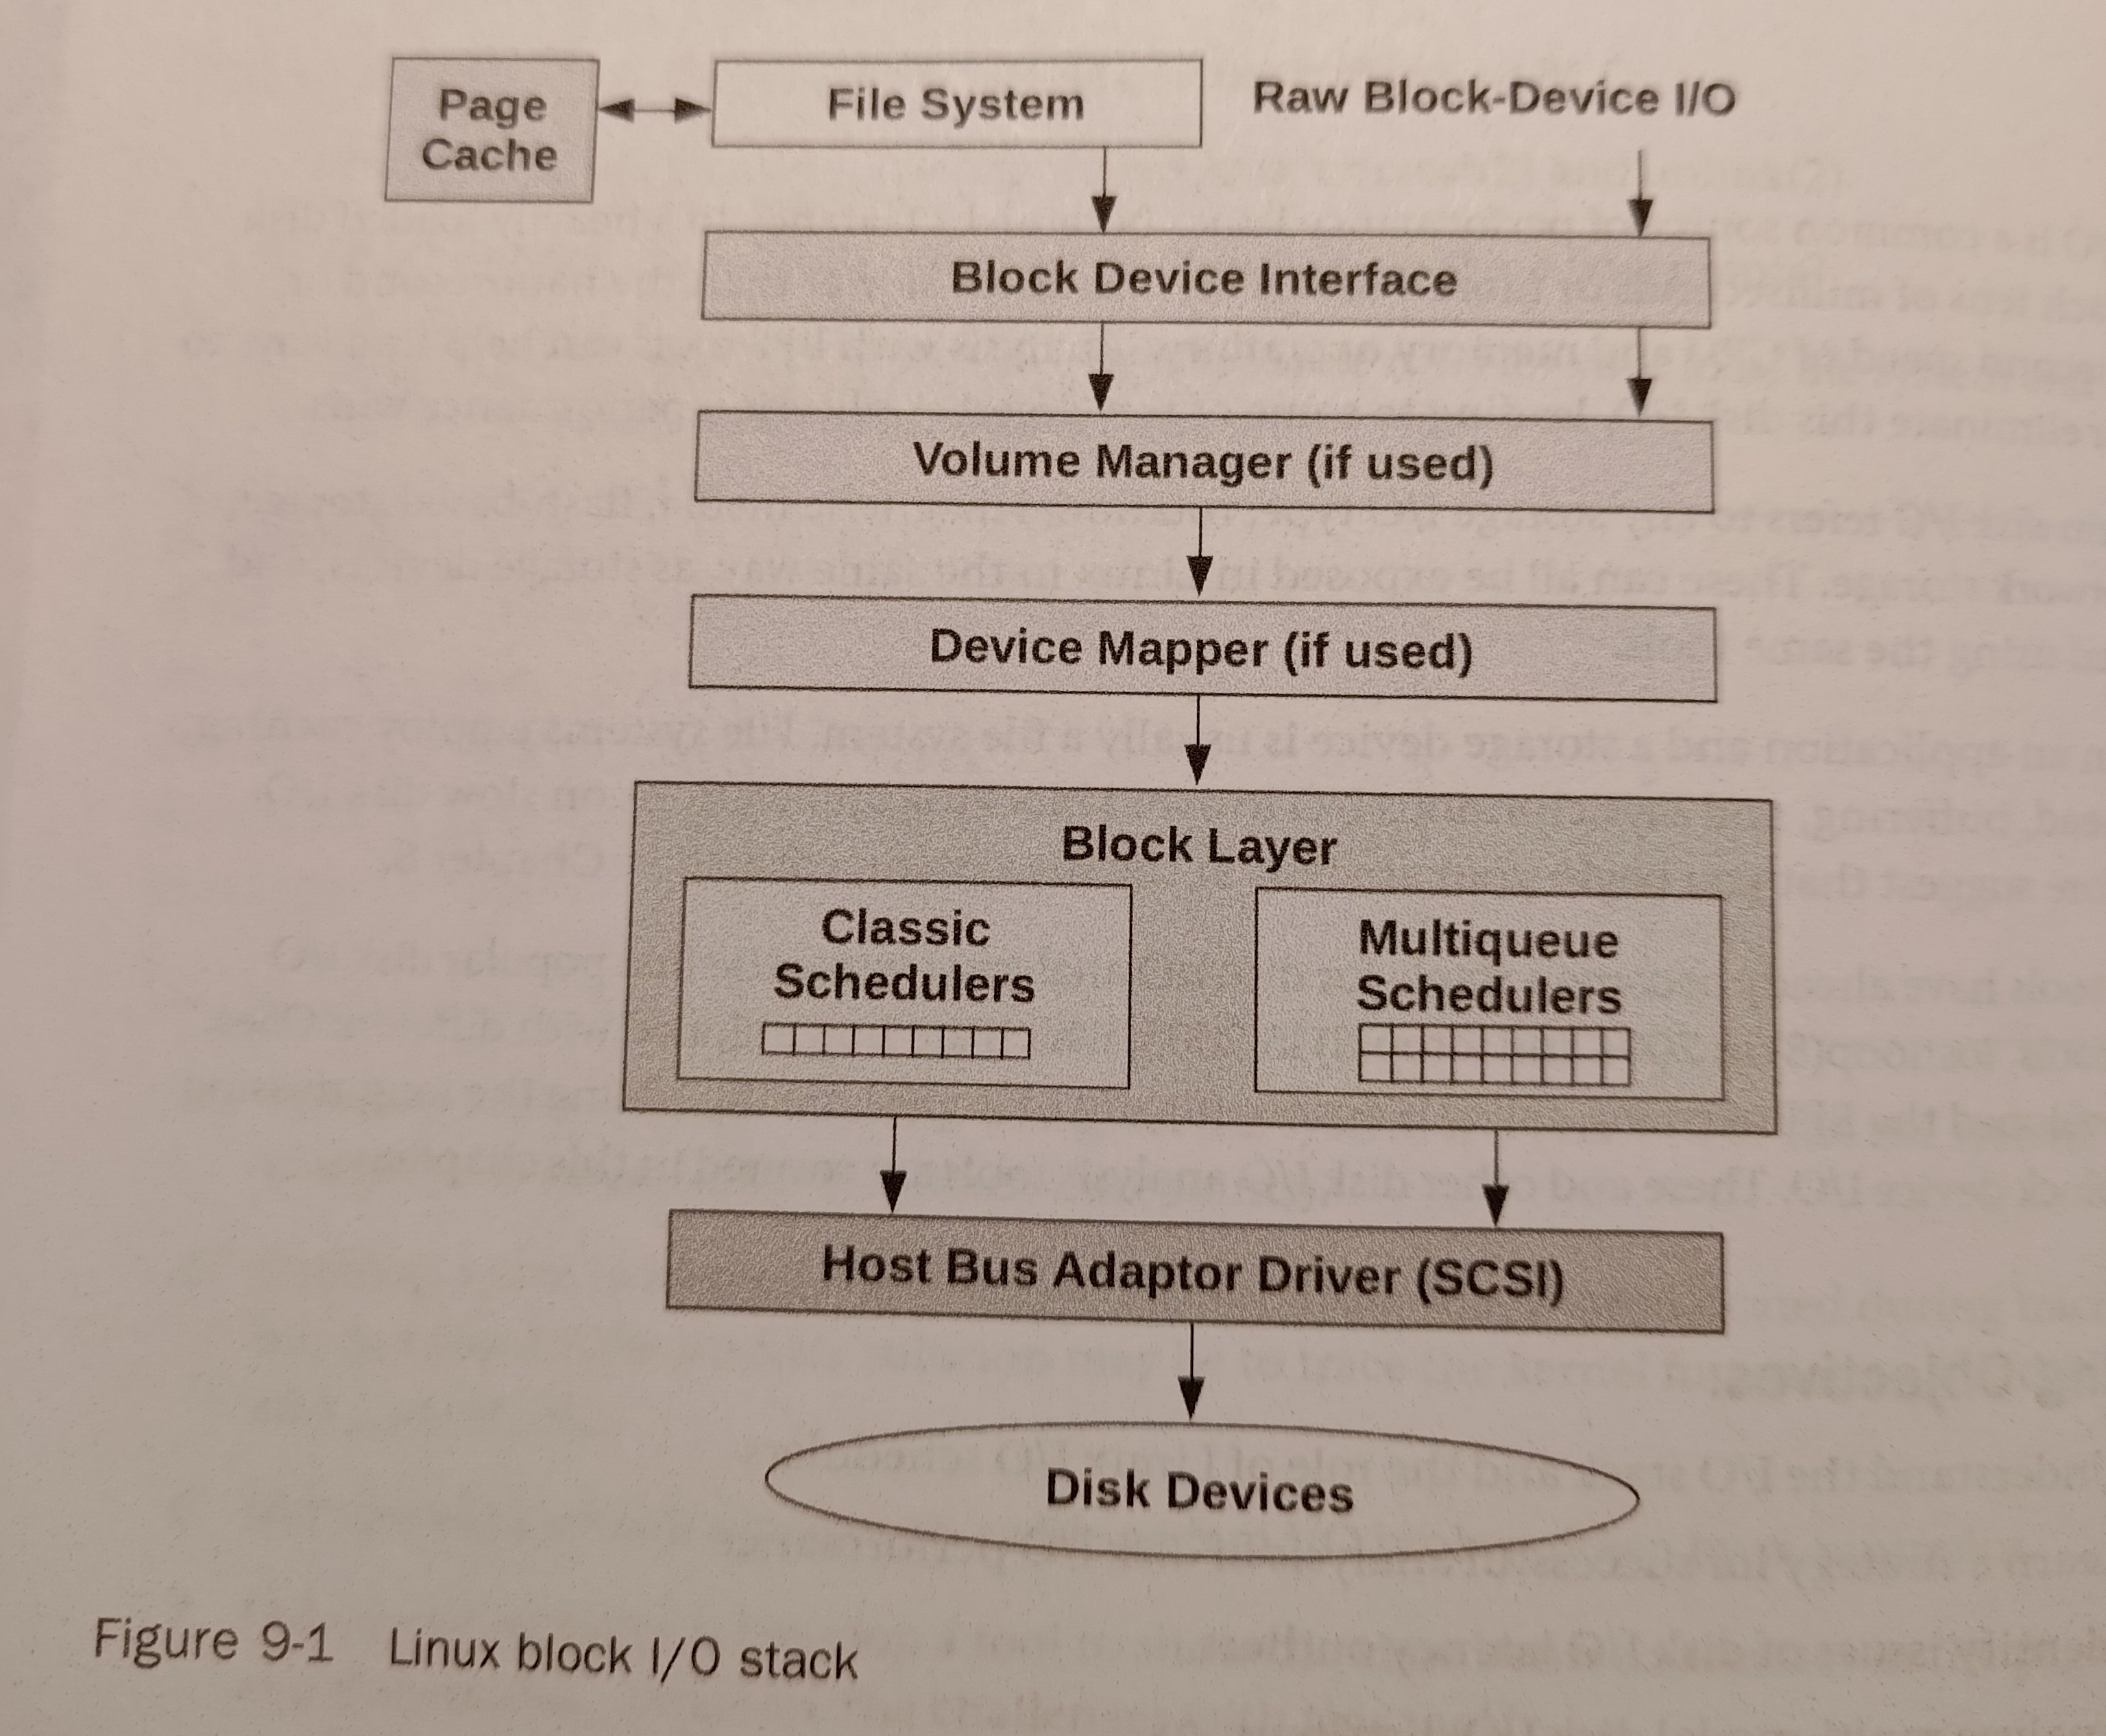 Page
Cache
File System
Raw Block-Device I/O
Block Device Interface
Volume Manager (if used)
Device Mapper (if used)
Block Layer
Classic
Schedulers
Multiqueue
Schedulers
Host Bus Adaptor Driver (SCSI)
Disk Devices
Figure 9-1 Linux block I/O stack